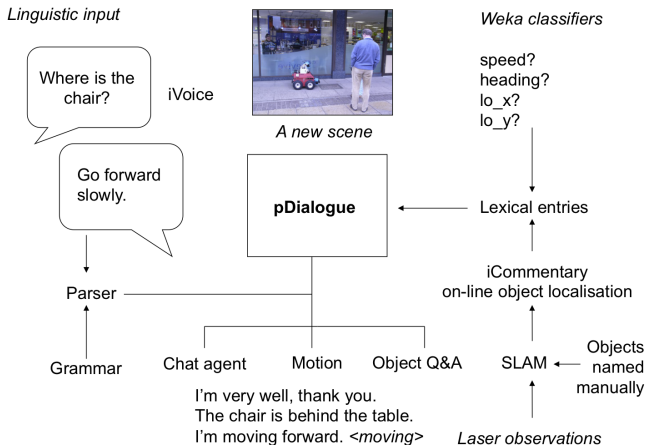 Linguistic input
Where is the
chair?
iVoice
Go forward
slowly.
Parser
Grammar
A new scene
pDialogue
Chat agent
Motion
Object Q&A
I'm very well, thank you.
The chair is behind the table.
I'm moving forward. <moving>
Weka classifiers
speed?
heading?
lo_x?
lo_y?
Lexical entries
iCommentary
on-line object localisation
SLAM
Objects
named
manually
Laser observations